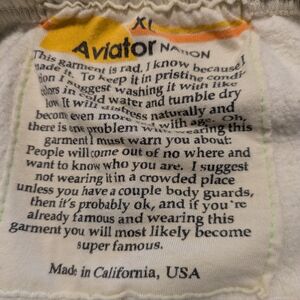 XL
Aviator NATION
This garment is rad. I know because I
made it. To keep it in pristine condi-
tion I suggest washing it with like
colors in cold water and tumble dry
low. It will distress naturally and
become even more rad with age. Oh,
there is one problem with wearing this
garment I must warn you about:
People will come out of no where and
want to know who you are. I suggest
not wearing it in a crowded place
unless you have a couple body guards,
then it's probably ok, and if you're
already famous and wearing this
garment you will most likely become
super famous.
Made in California, USA